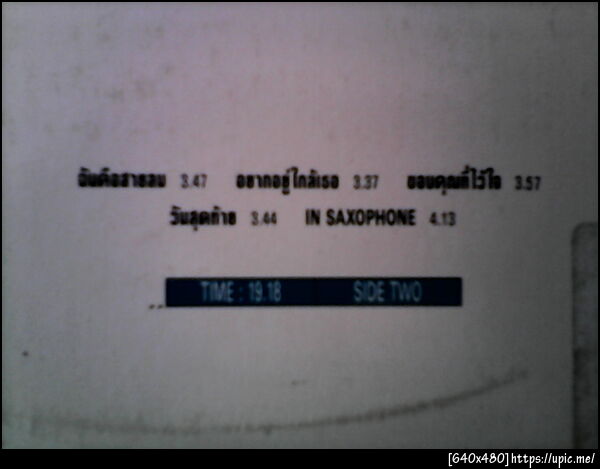 ฉันคือสายลม 3.47 อยากอยู่ใกล้เธอ 3.37 ขอบคุณที่ไว้ใจ 3.57
วันสุดท้าย 3.44 IN SAXOPHONE 4.13
TIME : 19.18 SIDE TWO
[640x480]https://upic.me/